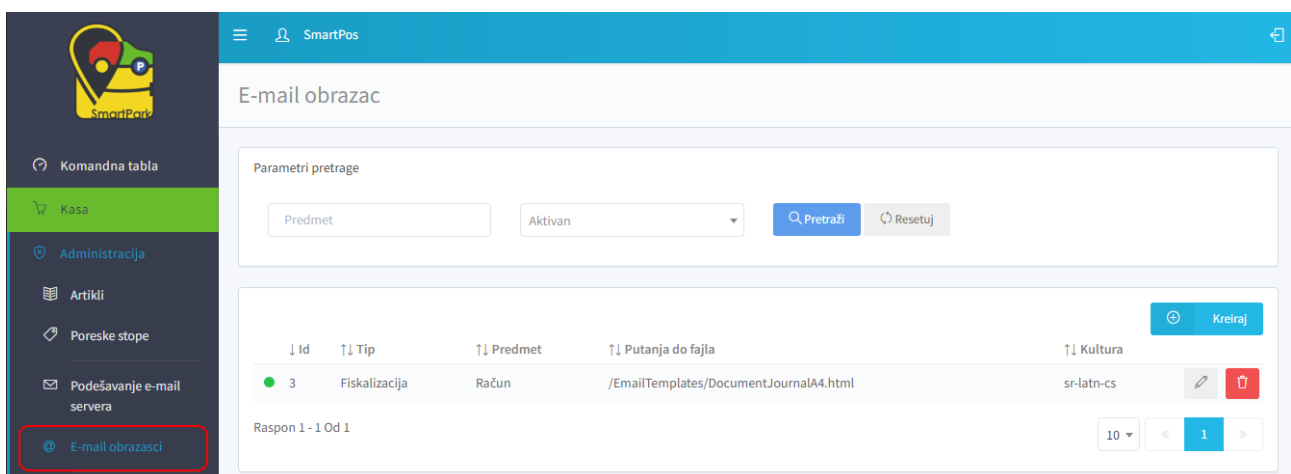 P
SmartPark
SmartPos
E-mail obrazac
Komandna tabla
Kasa
Administracija
Artikli
Poreske stope
Podešavanje e-mail
servera
@ E-mail obrazasci
Parametri pretrage
Predmet Aktivan Pretraži Resetuj
Kreiraj
↓ Id ↑↓ Tip ↑↓ Predmet ↑↓ Putanja do fajla ↑↓ Kultura
3 Fiskalizacija Račun /EmailTemplates/DocumentJournalA4.html sr-latn-cs
Raspon 1 - 1 Od 1 10 « 1 »